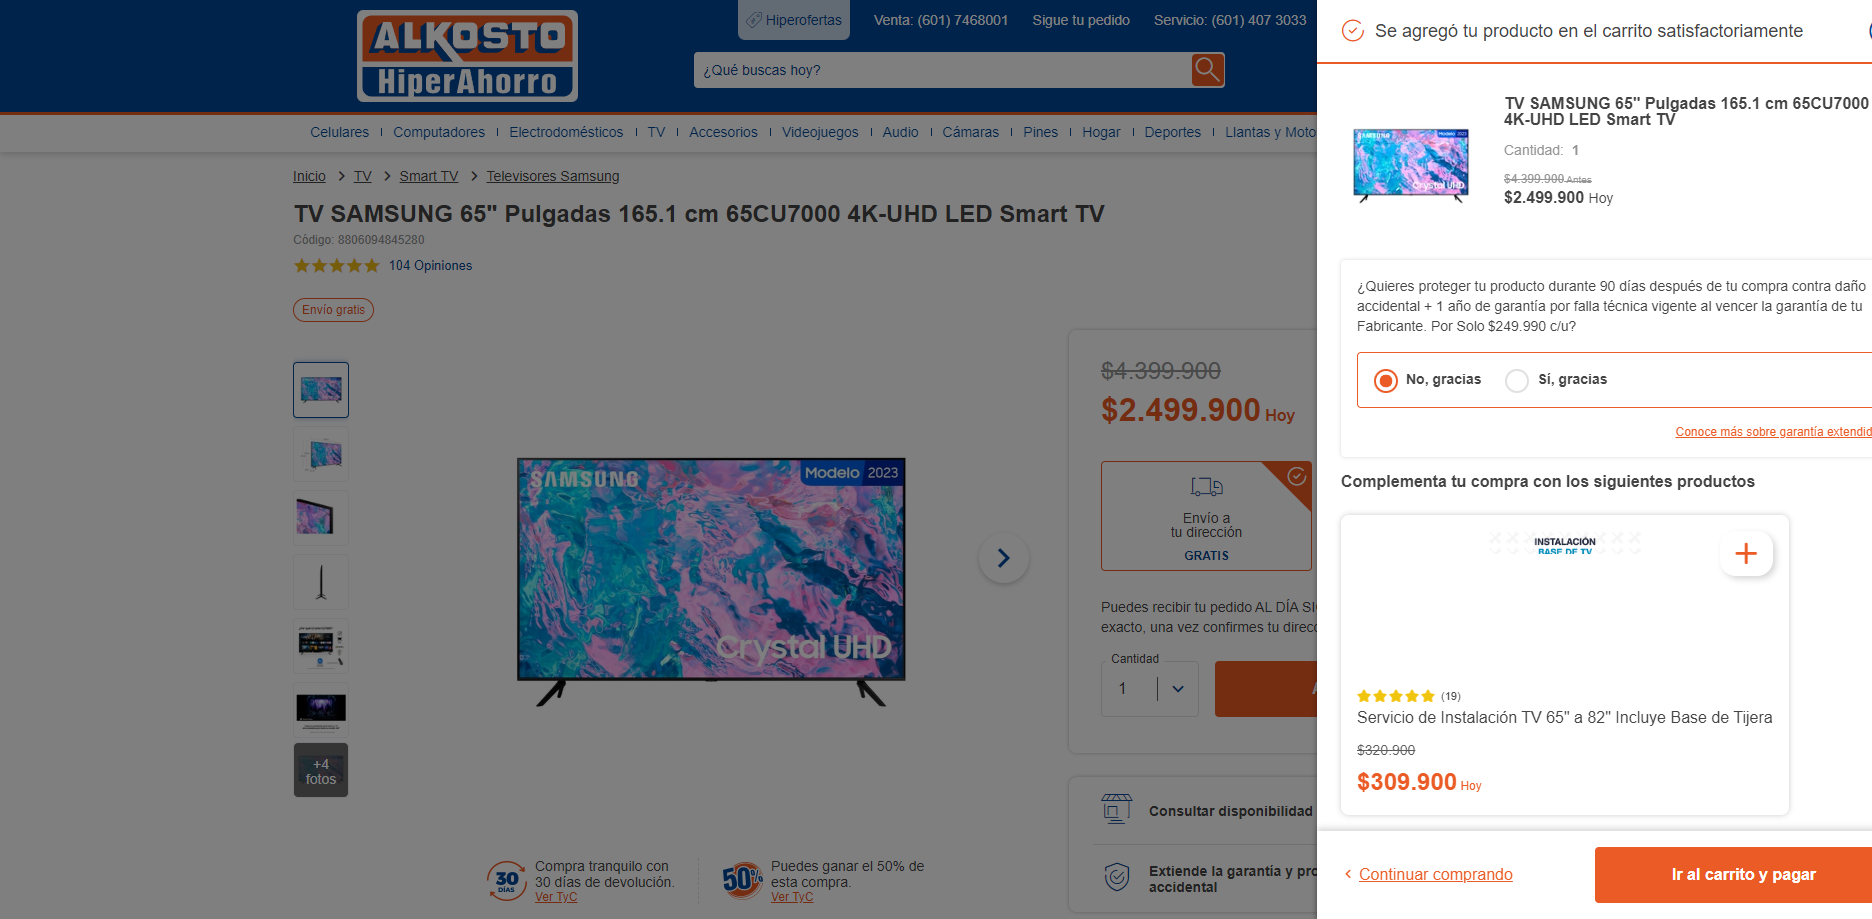 ALKOSTO
HiperAhorro
Hiperofertas
Venta: (601) 7468001
Sigue tu pedido
Servicio: (601) 407 3033
¿Qué buscas hoy?
Celulares
Computadores
Electrodomésticos
TV
Accesorios
Videojuegos
Audio
Cámaras
Pines
Hogar
Deportes
Llantas y Moto
Inicio
TV
Smart TV
Televisores Samsung
TV SAMSUNG 65" Pulgadas 165.1 cm 65CU7000 4K-UHD LED Smart TV
Código: 8806094845280
104 Opiniones
Envío gratis
+4
fotos
SAMSUNG
Modelo 2023
Crystal UHD
$4.399.900
$2.499.900 Hoy
Envío a
tu dirección
GRATIS
Puedes recibir tu pedido AL DÍA
exacto, una vez confirmes tu
Cantidad
1
Consultar disponibilidad
Extiende la garantía y
accidental
30
DÍAS
Compra tranquilo con
30 días de devolución.
Ver TyC
50%
Puedes ganar el 50% de
esta compra.
Ver TyC
Se agregó tu producto en el carrito satisfactoriamente
SAMSUNG
Modelo 2023
Crystal UHD
TV SAMSUNG 65" Pulgadas 165.1 cm 65CU7000
4K-UHD LED Smart TV
Cantidad: 1
$4.399.900 Antes
$2.499.900 Hoy
¿Quieres proteger tu producto durante 90 días después de tu compra contra daño
accidental + 1 año de garantía por falla técnica vigente al vencer la garantía de tu
Fabricante. Por Solo $249.990 c/u?
No, gracias
Sí, gracias
Conoce más sobre garantía extendid
Complementa tu compra con los siguientes productos
INSTALACIÓN
BASE DE TV
(19)
Servicio de Instalación TV 65" a 82" Incluye Base de Tijera
$320.900
$309.900 Hoy
Continuar comprando
Ir al carrito y pagar